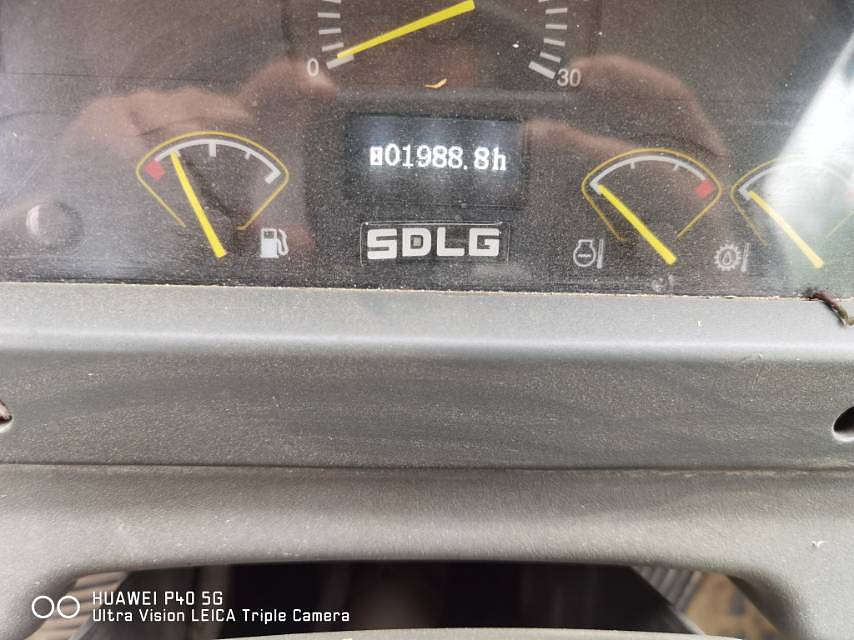 0
30
01988.8h
SDLG
HUAWEI P40 5G
Ultra Vision LEICA Triple Camera